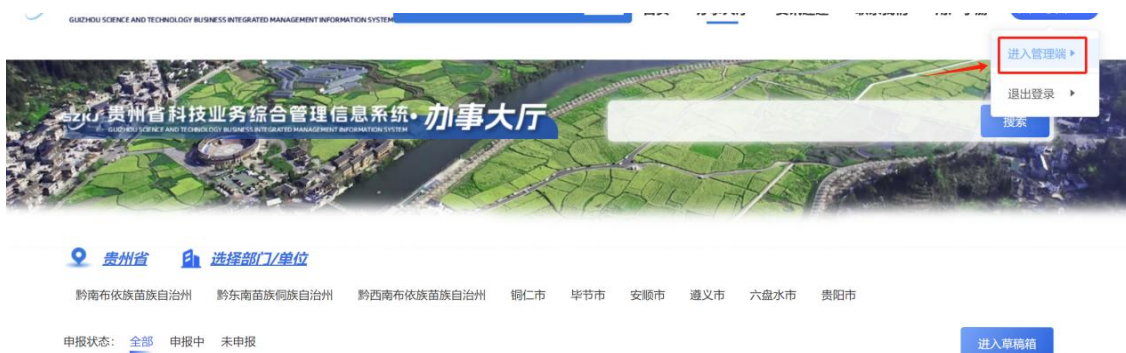 GUIZHOU SCIENCE AND TECHNOLOGY BUSINESS INTEGRATED MANAGEMENT INFORMATION SYSTEM
进入管理端
退出登录
贵州省科技业务综合管理信息系统·办事大厅
GUIZHOU SCIENCE AND TECHNOLOGY BUSINESS INTEGRATED MANAGEMENT INFORMATION SYSTEM
搜索
贵州省 选择部门/单位
黔南布依族苗族自治州 黔东南苗族侗族自治州 黔西南布依族苗族自治州 铜仁市 毕节市 安顺市 遵义市 六盘水市 贵阳市
申报状态: 全部 申报中 未申报 进入草稿箱